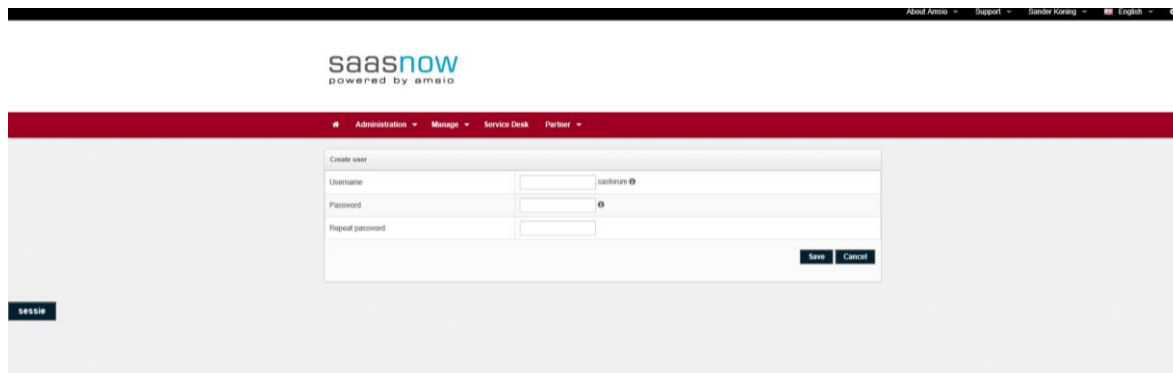 About Amsio Support Sander Koning English
saasnow
powered by amsio
Administration Manage Service Desk Partner
Create user
Username sasforum
Password
Repeat password
Save Cancel
sessie